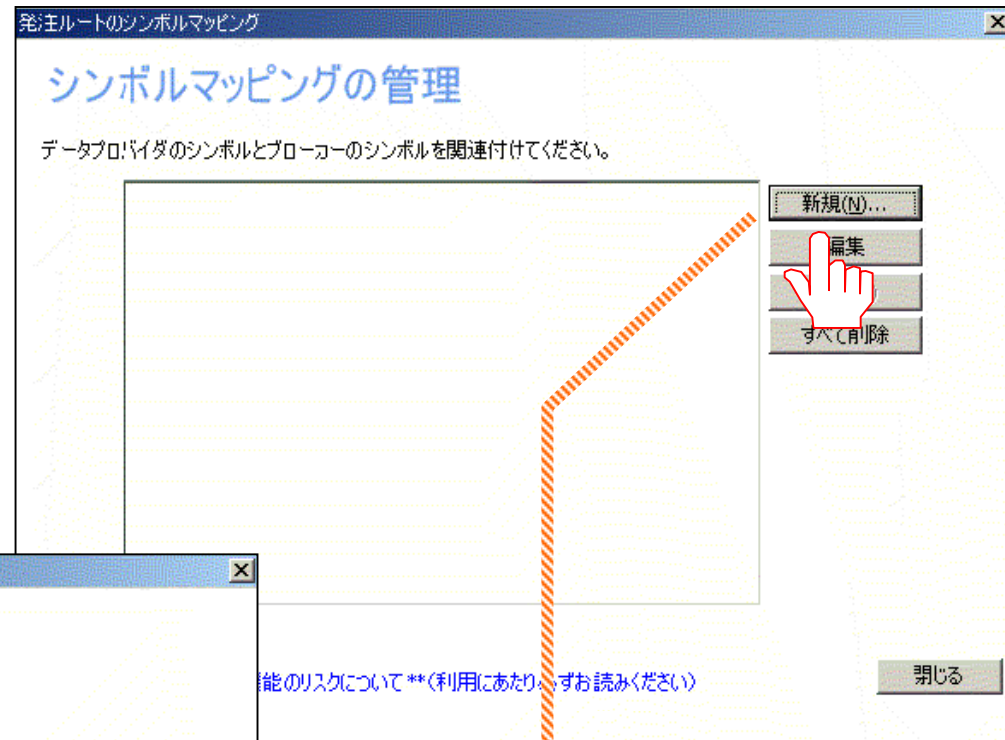 発注ルートのシンボルマッピング
シンボルマッピングの管理
データプロバイダのシンボルとブローカーのシンボルを関連付けてください。
新規(N)...
編集
すべて削除
能のリスクについて**(利用にあたり必ずお読みください)
閉じる